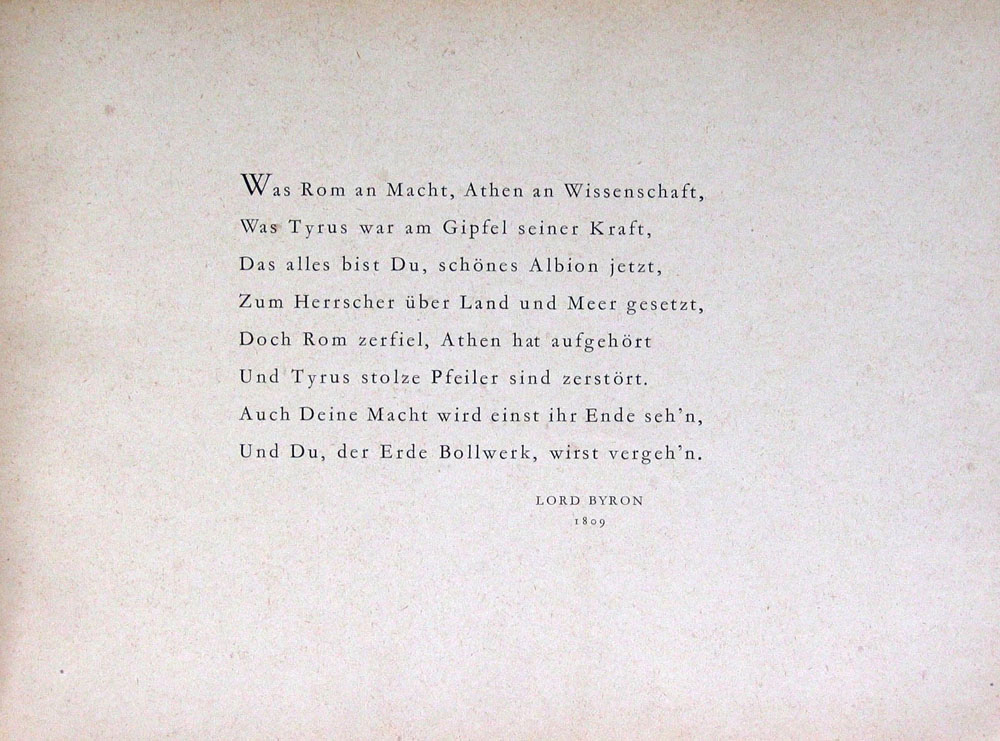 Was Rom an Macht, Athen an Wissenschaft,
Was Tyrus war am Gipfel seiner Kraft,
Das alles bist Du, schönes Albion jetzt,
Zum Herrscher über Land und Meer gesetzt,
Doch Rom zerfiel, Athen hat aufgehört
Und Tyrus stolze Pfeiler sind zerstört.
Auch Deine Macht wird einst ihr Ende seh'n,
Und Du, der Erde Bollwerk, wirst vergeh'n.
LORD BYRON
1809